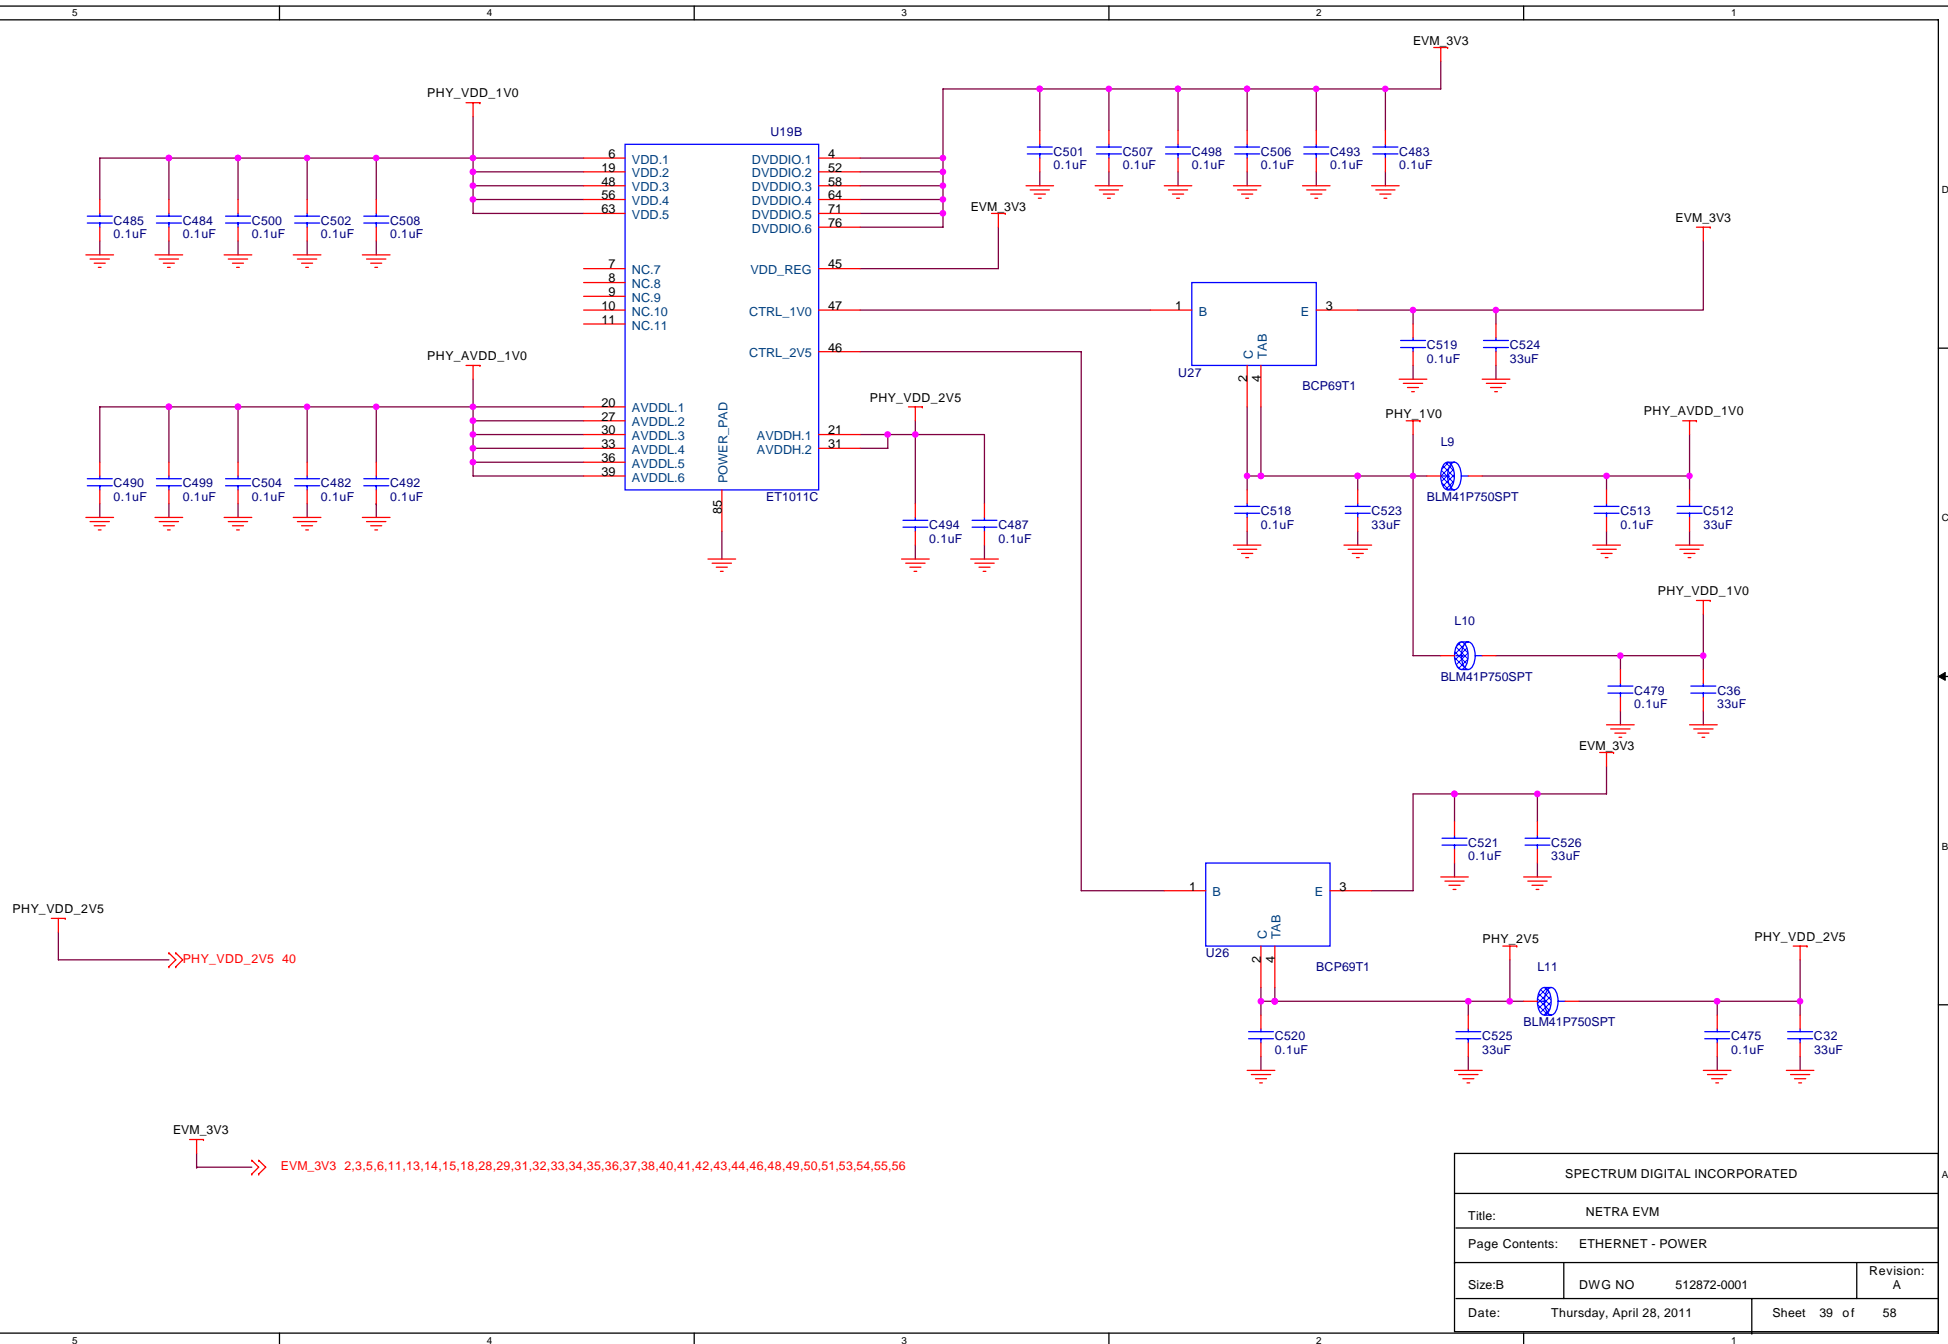 5 4 3 2 1
EVM_3V3
PHY_VDD_1V0
U19B
C501
0.1uF
C507
0.1uF
C498
0.1uF
C506
0.1uF
C493
0.1uF
C483
0.1uF
6 VDD.1
19 VDD.2
48 VDD.3
56 VDD.4
63 VDD.5
DVDDIO.1 4
DVDDIO.2 52
DVDDIO.3 58
DVDDIO.4 64
DVDDIO.5 71
DVDDIO.6 76
D
C485
0.1uF
C484
0.1uF
C500
0.1uF
C502
0.1uF
C508
0.1uF
EVM_3V3
EVM_3V3
7 NC.7
8 NC.8
9 NC.9
10 NC.10
11 NC.11
VDD_REG 45
CTRL_1V0 47
CTRL_2V5 46
1 B
E 3
C
TAB
2
4
U27
BCP69T1
C519
0.1uF
C524
33uF
PHY_AVDD_1V0
20 AVDDL.1
27 AVDDL.2
30 AVDDL.3
33 AVDDL.4
36 AVDDL.5
39 AVDDL.6
POWER_PAD
85
AVDDH.1 21
AVDDH.2 31
ET1011C
PHY_VDD_2V5
PHY_1V0
PHY_AVDD_1V0
L9
BLM41P750SPT
C490
0.1uF
C499
0.1uF
C504
0.1uF
C482
0.1uF
C492
0.1uF
C494
0.1uF
C487
0.1uF
C518
0.1uF
C523
33uF
C513
0.1uF
C512
33uF
C
PHY_VDD_1V0
L10
BLM41P750SPT
C479
0.1uF
C36
33uF
EVM_3V3
C521
0.1uF
C526
33uF
B
1 B
E 3
C
TAB
2
4
U26
BCP69T1
PHY_VDD_2V5
PHY_VDD_2V5 40
PHY_2V5
PHY_VDD_2V5
L11
BLM41P750SPT
C520
0.1uF
C525
33uF
C475
0.1uF
C32
33uF
EVM_3V3
EVM_3V3 2,3,5,6,11,13,14,15,18,28,29,31,32,33,34,35,36,37,38,40,41,42,43,44,46,48,49,50,51,53,54,55,56
A
SPECTRUM DIGITAL INCORPORATED
Title: NETRA EVM
Page Contents: ETHERNET - POWER
Size:B DWG NO 512872-0001 Revision:
A
Date: Thursday, April 28, 2011 Sheet 39 of 58
5 4 3 2 1